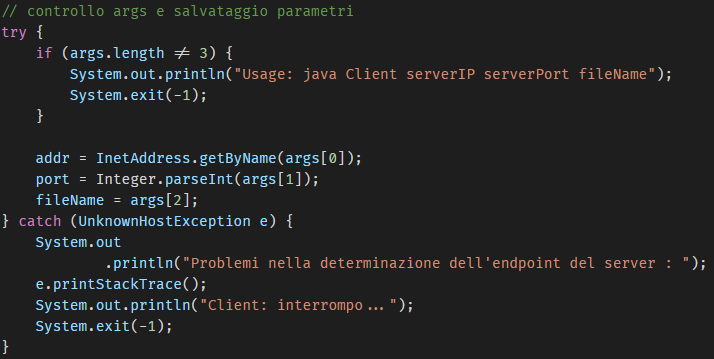 // controllo args e salvataggio parametri
try {
    if (args.length != 3) {
        System.out.println("Usage: java Client serverIP serverPort fileName");
        System.exit(-1);
    }

    addr = InetAddress.getByName(args[0]);
    port = Integer.parseInt(args[1]);
    fileName = args[2];
} catch (UnknownHostException e) {
    System.out
            .println("Problemi nella determinazione dell'endpoint del server : ");
    e.printStackTrace();
    System.out.println("Client: interrompo...");
    System.exit(-1);
}